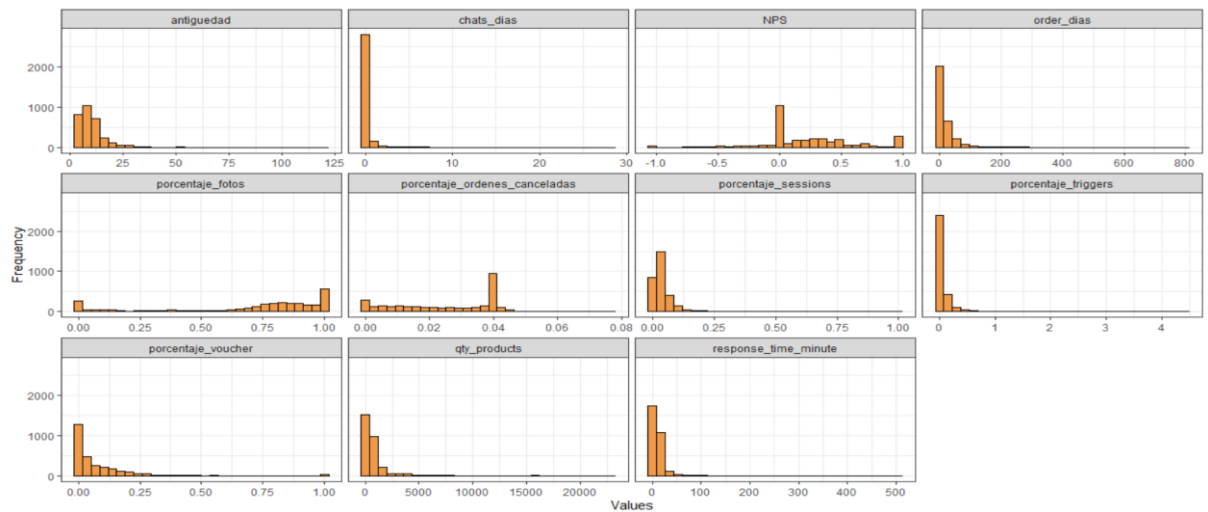 antiguedad
chats_dias
NPS
order_dias
2000
1000
0
0 25 50 75 100 125
0 10 20 30
-1.0 -0.5 0.0 0.5 1.0
0 200 400 600 800
porcentaje_fotos
porcentaje_ordenes_canceladas
porcentaje_sessions
porcentaje_triggers
Frequency
2000
1000
0
0.00 0.25 0.50 0.75 1.00
0.00 0.02 0.04 0.06 0.08
0.00 0.25 0.50 0.75 1.00
0 1 2 3 4
porcentaje_voucher
qty_products
response_time_minute
2000
1000
0
0.00 0.25 0.50 0.75 1.00
0 5000 10000 15000 20000
0 100 200 300 400 500
Values